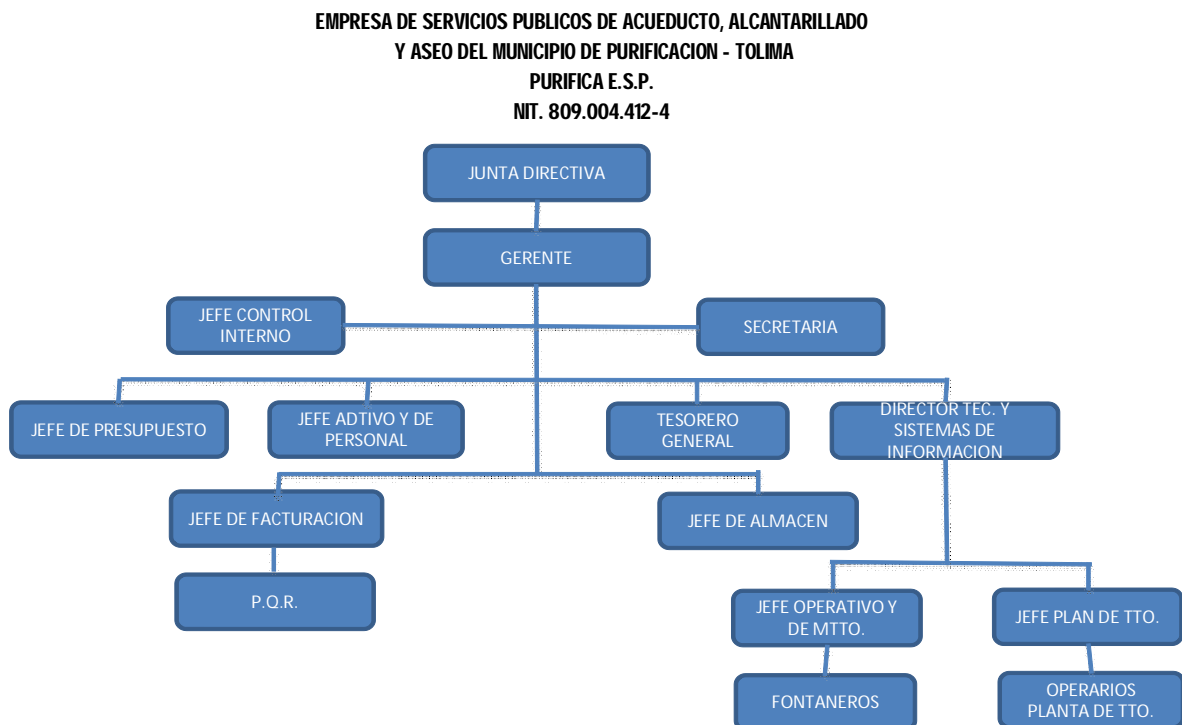 EMPRESA DE SERVICIOS PUBLICOS DE ACUEDUCTO, ALCANTARILLADO
Y ASEO DEL MUNICIPIO DE PURIFICACION - TOLIMA
PURIFICA E.S.P.
NIT. 809.004.412-4
JUNTA DIRECTIVA
GERENTE
JEFE CONTROL
INTERNO
SECRETARIA
JEFE DE PRESUPUESTO
JEFE ADTIVO Y DE
PERSONAL
TESORERO
GENERAL
DIRECTOR TEC. Y
SISTEMAS DE
INFORMACION
JEFE DE FACTURACION
JEFE DE ALMACEN
P.Q.R.
JEFE OPERATIVO Y
DE MTTO.
JEFE PLAN DE TTO.
FONTANEROS
OPERARIOS
PLANTA DE TTO.